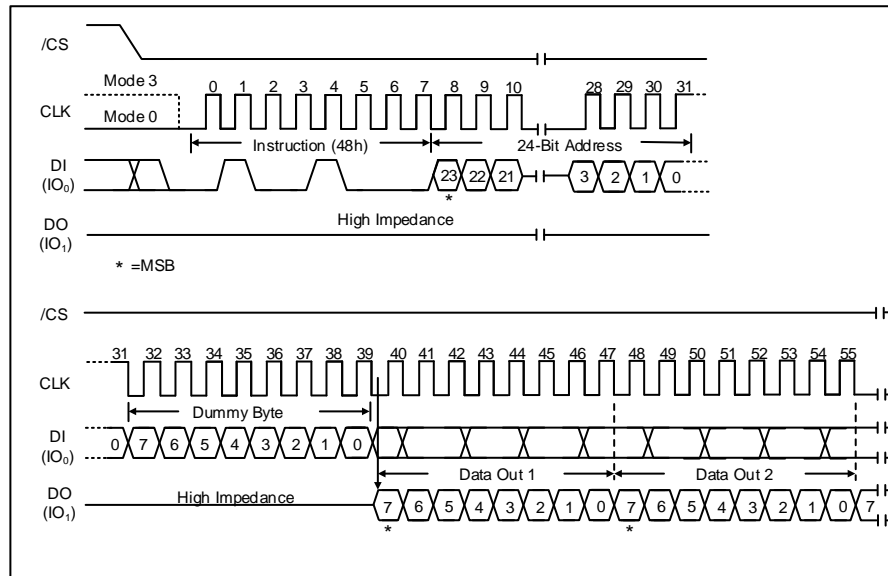 /CS
Mode 3
0 1 2 3 4 5 6 7 8 9 10 28 29 30 31
CLK
Mode 0
Instruction (48h) 24-Bit Address
DI
(IO₀)
23 22 21 3 2 1 0
*
DO
(IO₁)
High Impedance
* =MSB
/CS
31 32 33 34 35 36 37 38 39 40 41 42 43 44 45 46 47 48 49 50 51 52 53 54 55
CLK
Dummy Byte
DI
(IO₀)
0 7 6 5 4 3 2 1 0
Data Out 1 Data Out 2
DO
(IO₁)
High Impedance
7 6 5 4 3 2 1 0 7 6 5 4 3 2 1 0 7
* *